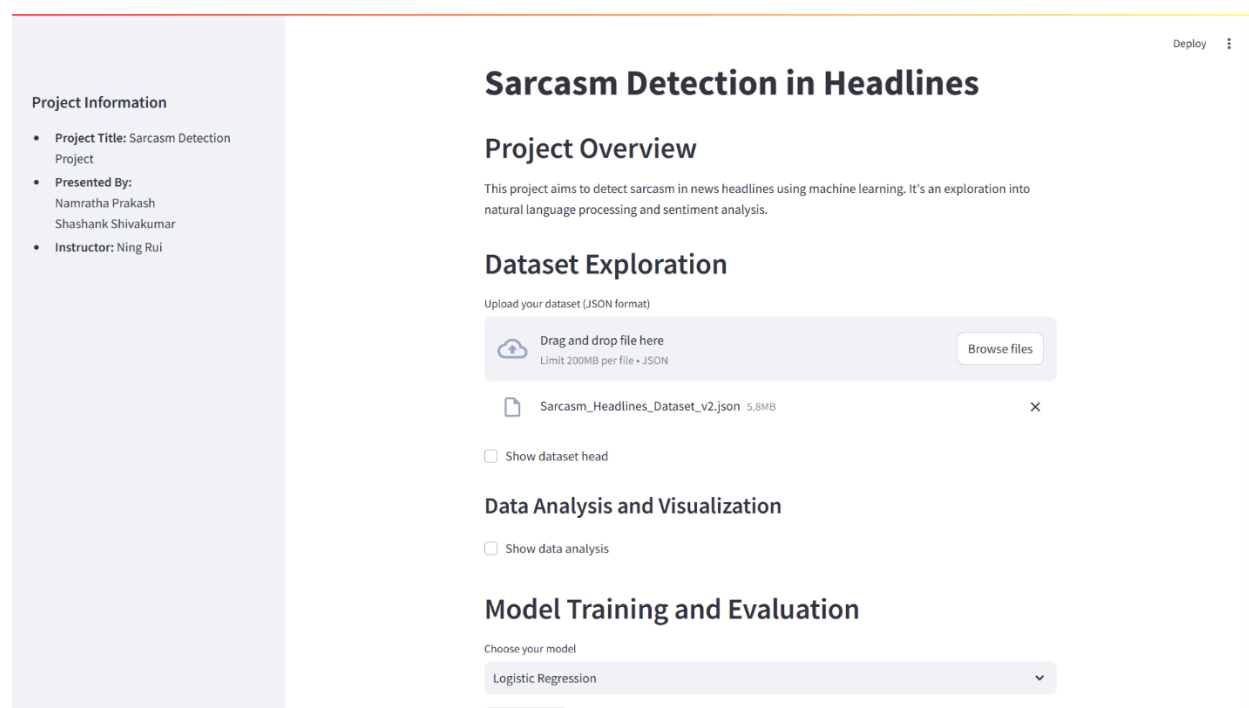 Deploy
Project Information
• Project Title: Sarcasm Detection
Project
• Presented By:
Namratha Prakash
Shashank Shivakumar
• Instructor: Ning Rui
Sarcasm Detection in Headlines
Project Overview
This project aims to detect sarcasm in news headlines using machine learning. It's an exploration into
natural language processing and sentiment analysis.
Dataset Exploration
Upload your dataset (JSON format)
Drag and drop file here
Limit 200MB per file • JSON
Browse files
Sarcasm_Headlines_Dataset_v2.json 5.8MB
Show dataset head
Data Analysis and Visualization
Show data analysis
Model Training and Evaluation
Choose your model
Logistic Regression